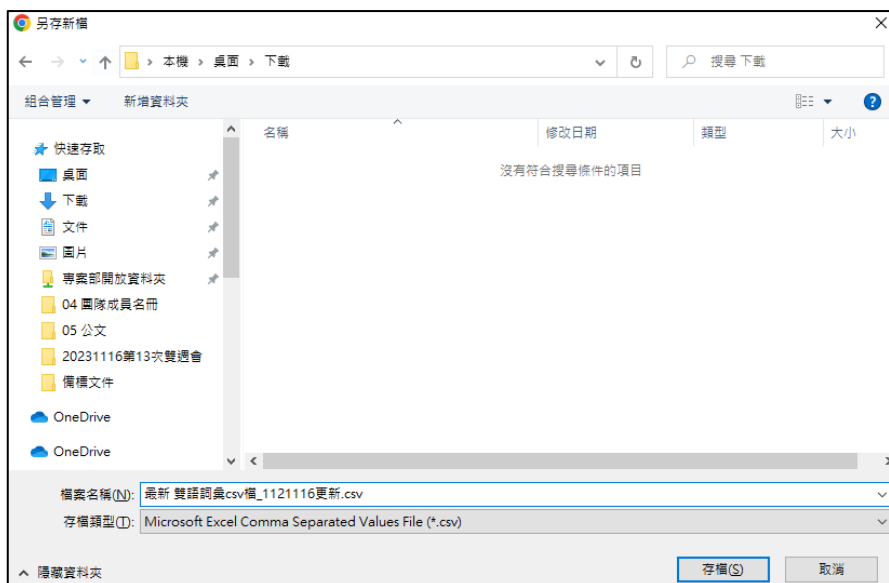 另存新檔
本機 › 桌面 › 下載
搜尋 下載
組合管理 新增資料夾
名稱 修改日期 類型 大小
沒有符合搜尋條件的項目
快速存取
桌面
下載
文件
圖片
專案部開放資料夾
04 團隊成員名冊
05 公文
20231116第13次雙週會
備標文件
OneDrive
OneDrive
檔案名稱(N): 最新 雙語詞彙csv檔_1121116更新.csv
存檔類型(T): Microsoft Excel Comma Separated Values File (*.csv)
隱藏資料夾 存檔(S) 取消